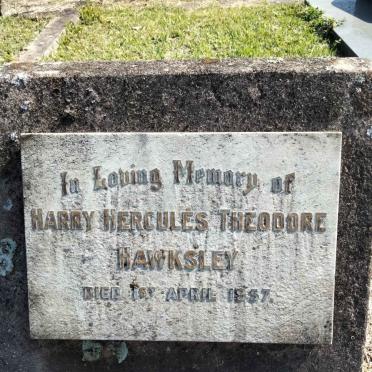 In Loving Memory of
HARRY HERCULES THEODORE
HAWKSLEY
DIED 1ST APRIL 1937.